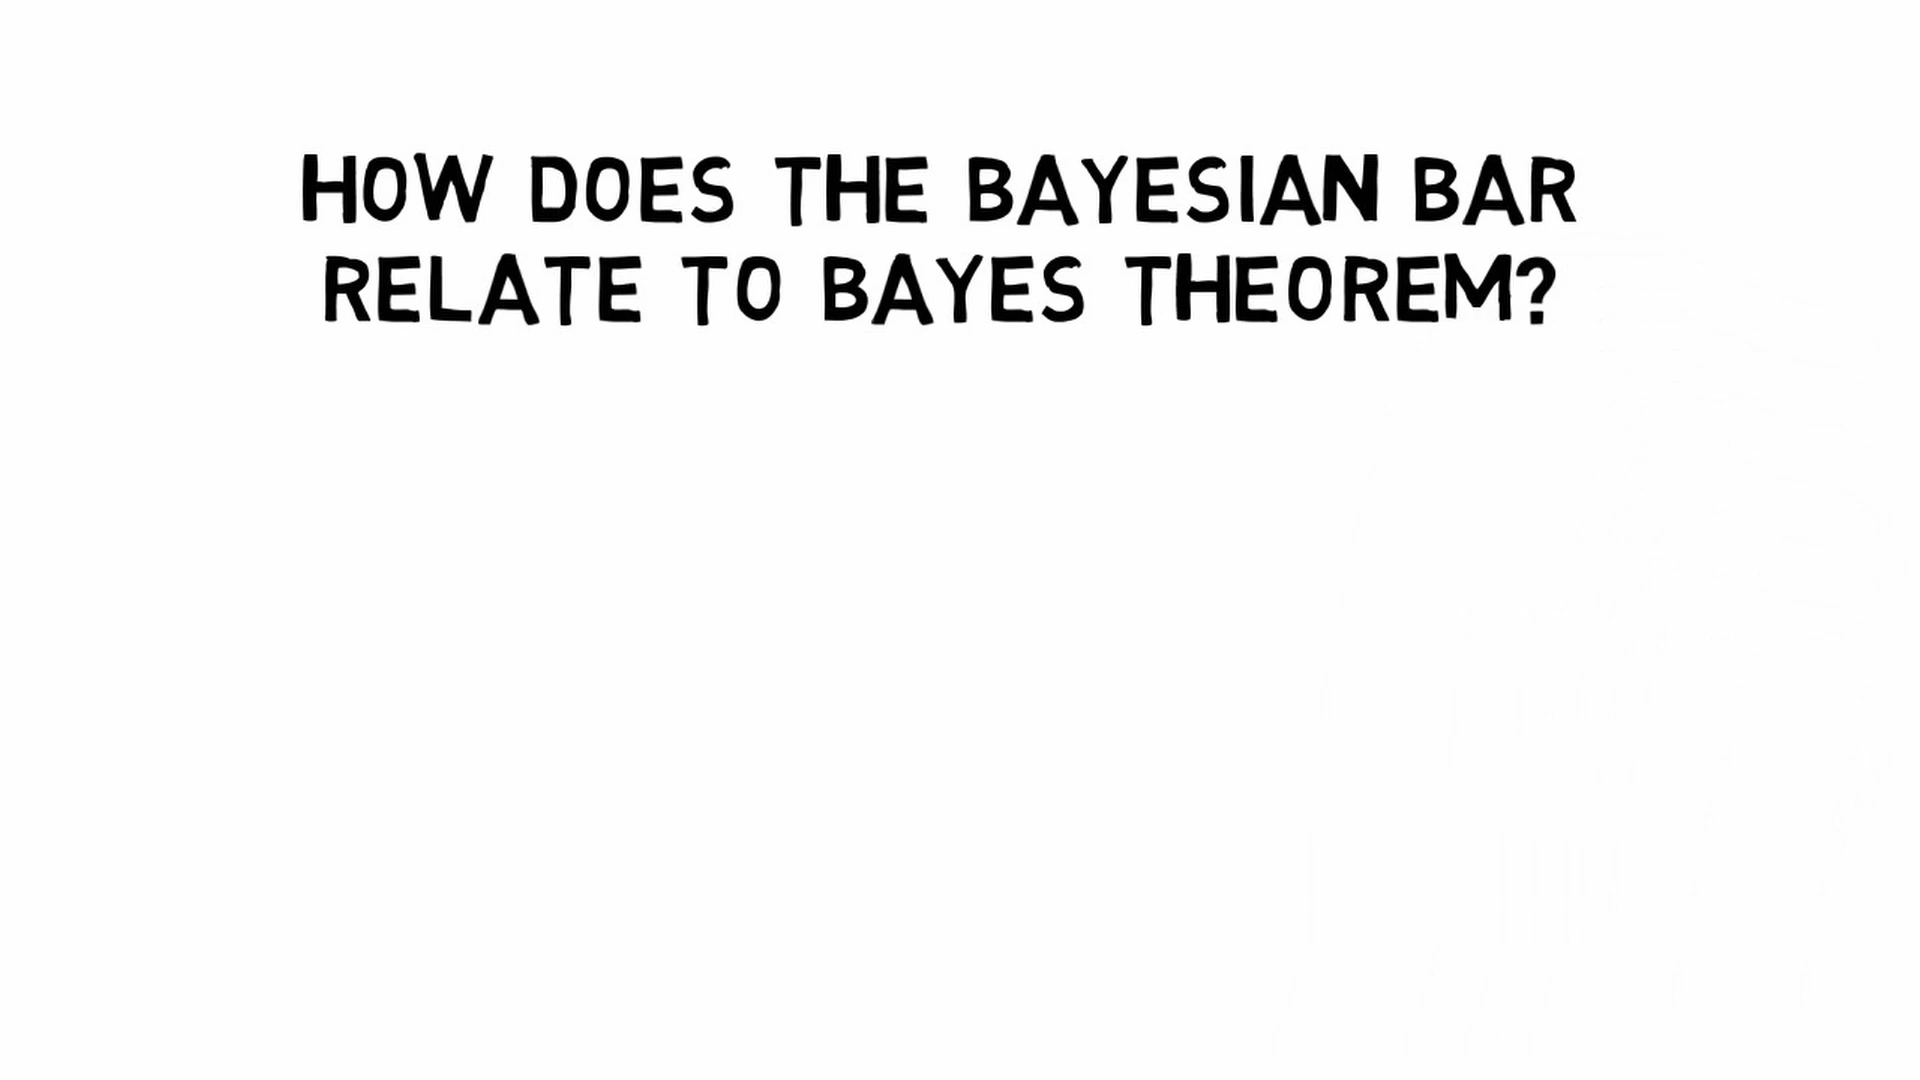 HOW DOES THE BAYESIAN BAR
RELATE TO BAYES THEOREM?